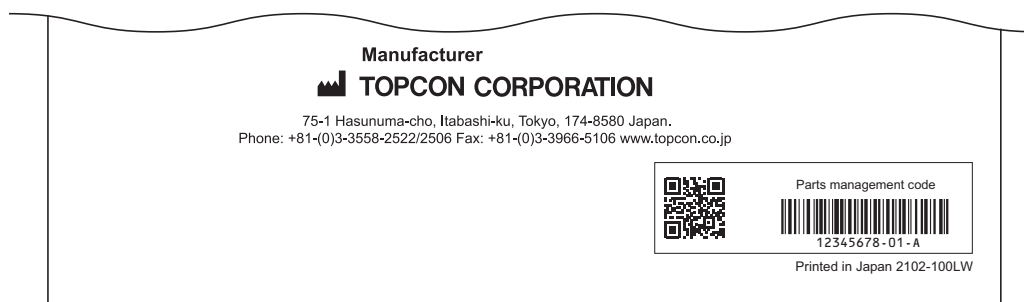 Manufacturer
TOPCON CORPORATION
75-1 Hasunuma-cho, Itabashi-ku, Tokyo, 174-8580 Japan.
Phone: +81-(0)3-3558-2522/2506 Fax: +81-(0)3-3966-5106 www.topcon.co.jp
Parts management code
12345678-01-A
Printed in Japan 2102-100LW